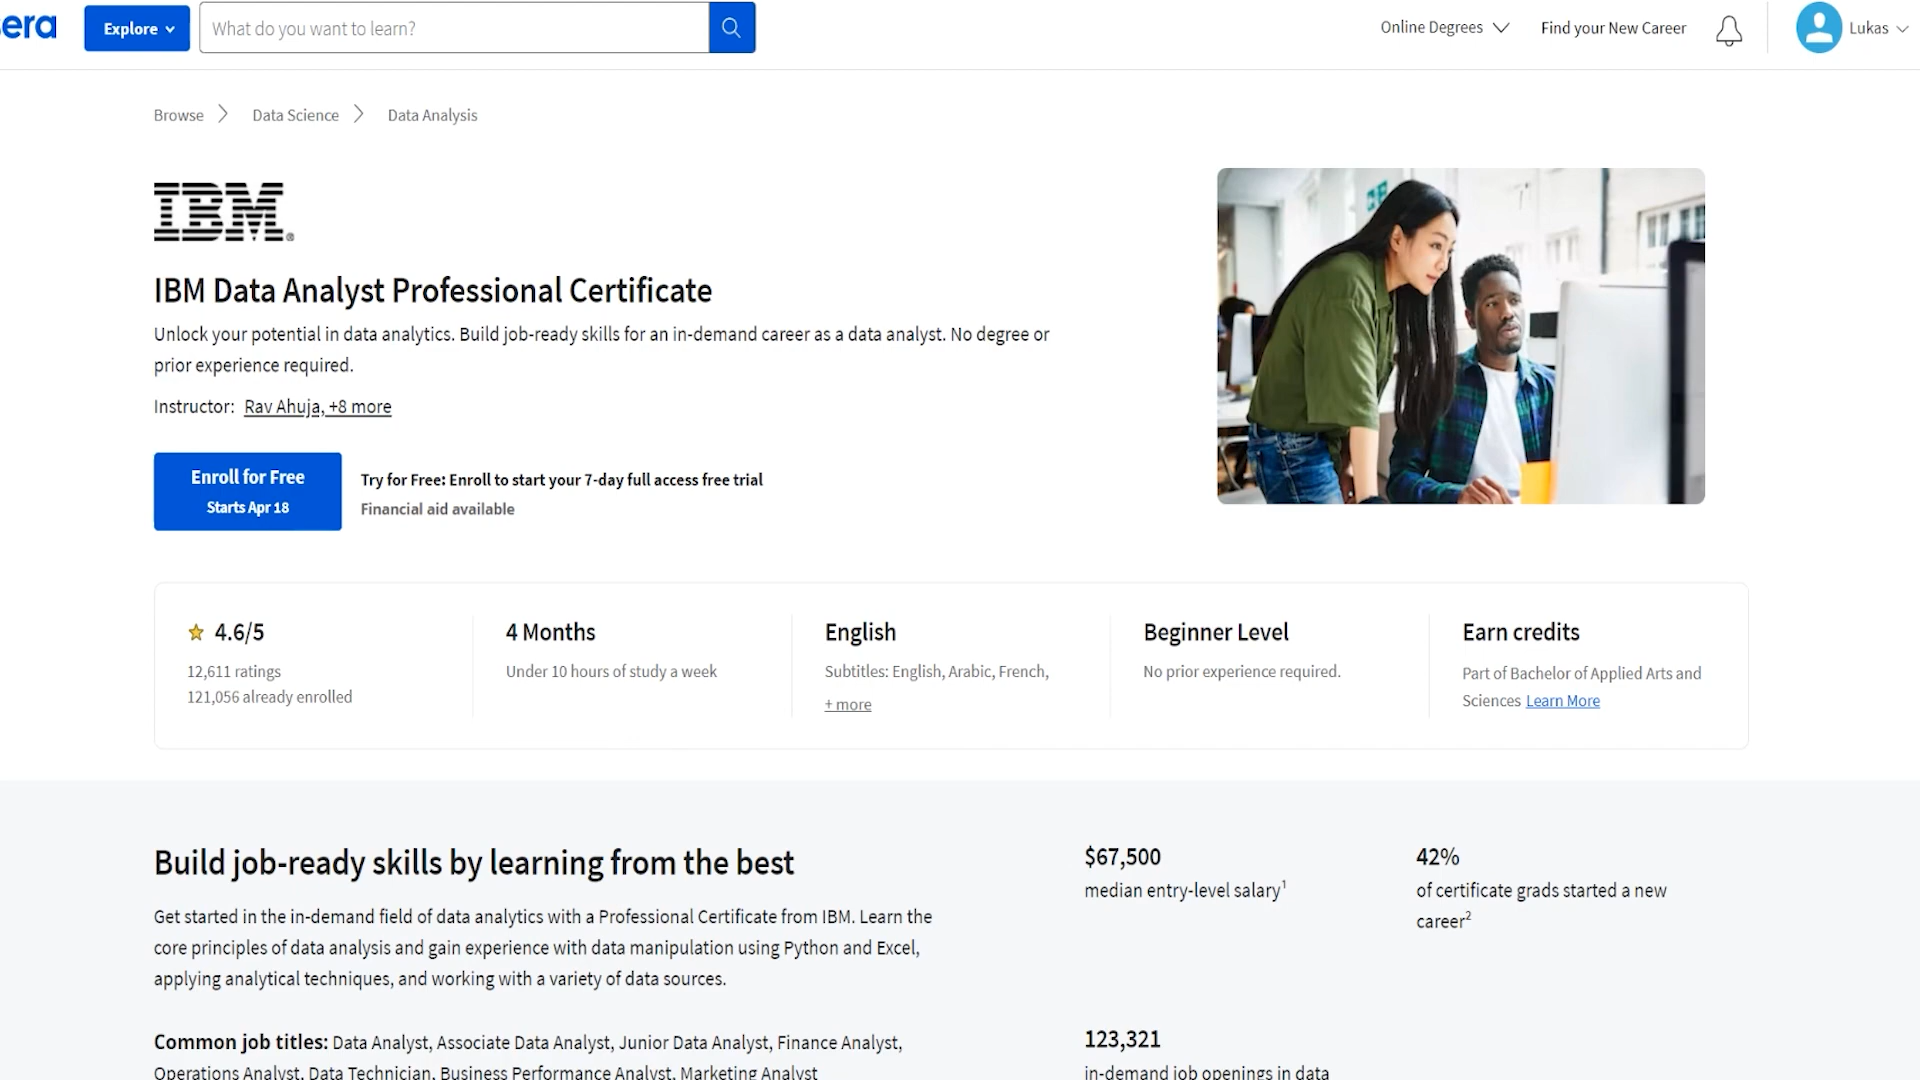 era
Explore
What do you want to learn?
Online Degrees
Find your New Career
Lukas
Browse
Data Science
Data Analysis
IBM®
IBM Data Analyst Professional Certificate
Unlock your potential in data analytics. Build job-ready skills for an in-demand career as a data analyst. No degree or
prior experience required.
Instructor: Rav Ahuja, +8 more
Enroll for Free
Starts Apr 18
Try for Free: Enroll to start your 7-day full access free trial
Financial aid available
4.6/5
12,611 ratings
121,056 already enrolled
4 Months
Under 10 hours of study a week
English
Subtitles: English, Arabic, French,
+ more
Beginner Level
No prior experience required.
Earn credits
Part of Bachelor of Applied Arts and
Sciences Learn More
Build job-ready skills by learning from the best
Get started in the in-demand field of data analytics with a Professional Certificate from IBM. Learn the
core principles of data analysis and gain experience with data manipulation using Python and Excel,
applying analytical techniques, and working with a variety of data sources.
Common job titles: Data Analyst, Associate Data Analyst, Junior Data Analyst, Finance Analyst,
Operations Analyst, Data Technician, Business Performance Analyst, Marketing Analyst
$67,500
median entry-level salary¹
42%
of certificate grads started a new
career²
123,321
in-demand job openings in data